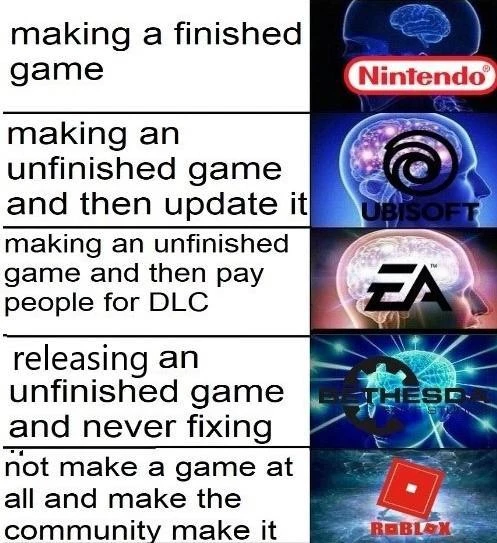 making a finished
game
Nintendo
making an
unfinished game
and then update it
UBISOFT
making an unfinished
game and then pay
people for DLC
EA
releasing an
unfinished game
and never fixing
BETHESDA
not make a game at
all and make the
community make it
ROBLOX